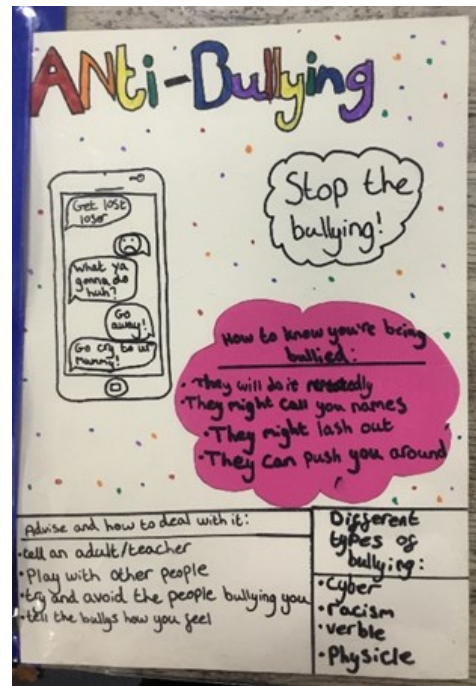 ANti-Bullying
Get lost
loser
What ya
gonna do
huh?
Go
away!
Go cry to ur
mummy!
Stop the
bullying!
How to know you're being
bullied:
• They will do it repeatedly
• They might call you names
• They might lash out
• They can push you around
Advise and how to deal with it:
• tell an adult/teacher
• Play with other people
• try and avoid the people bullying you
• tell the bullys how you feel
Different
types of
bullying:
• Cyber
• racism
• verble
• Physicle